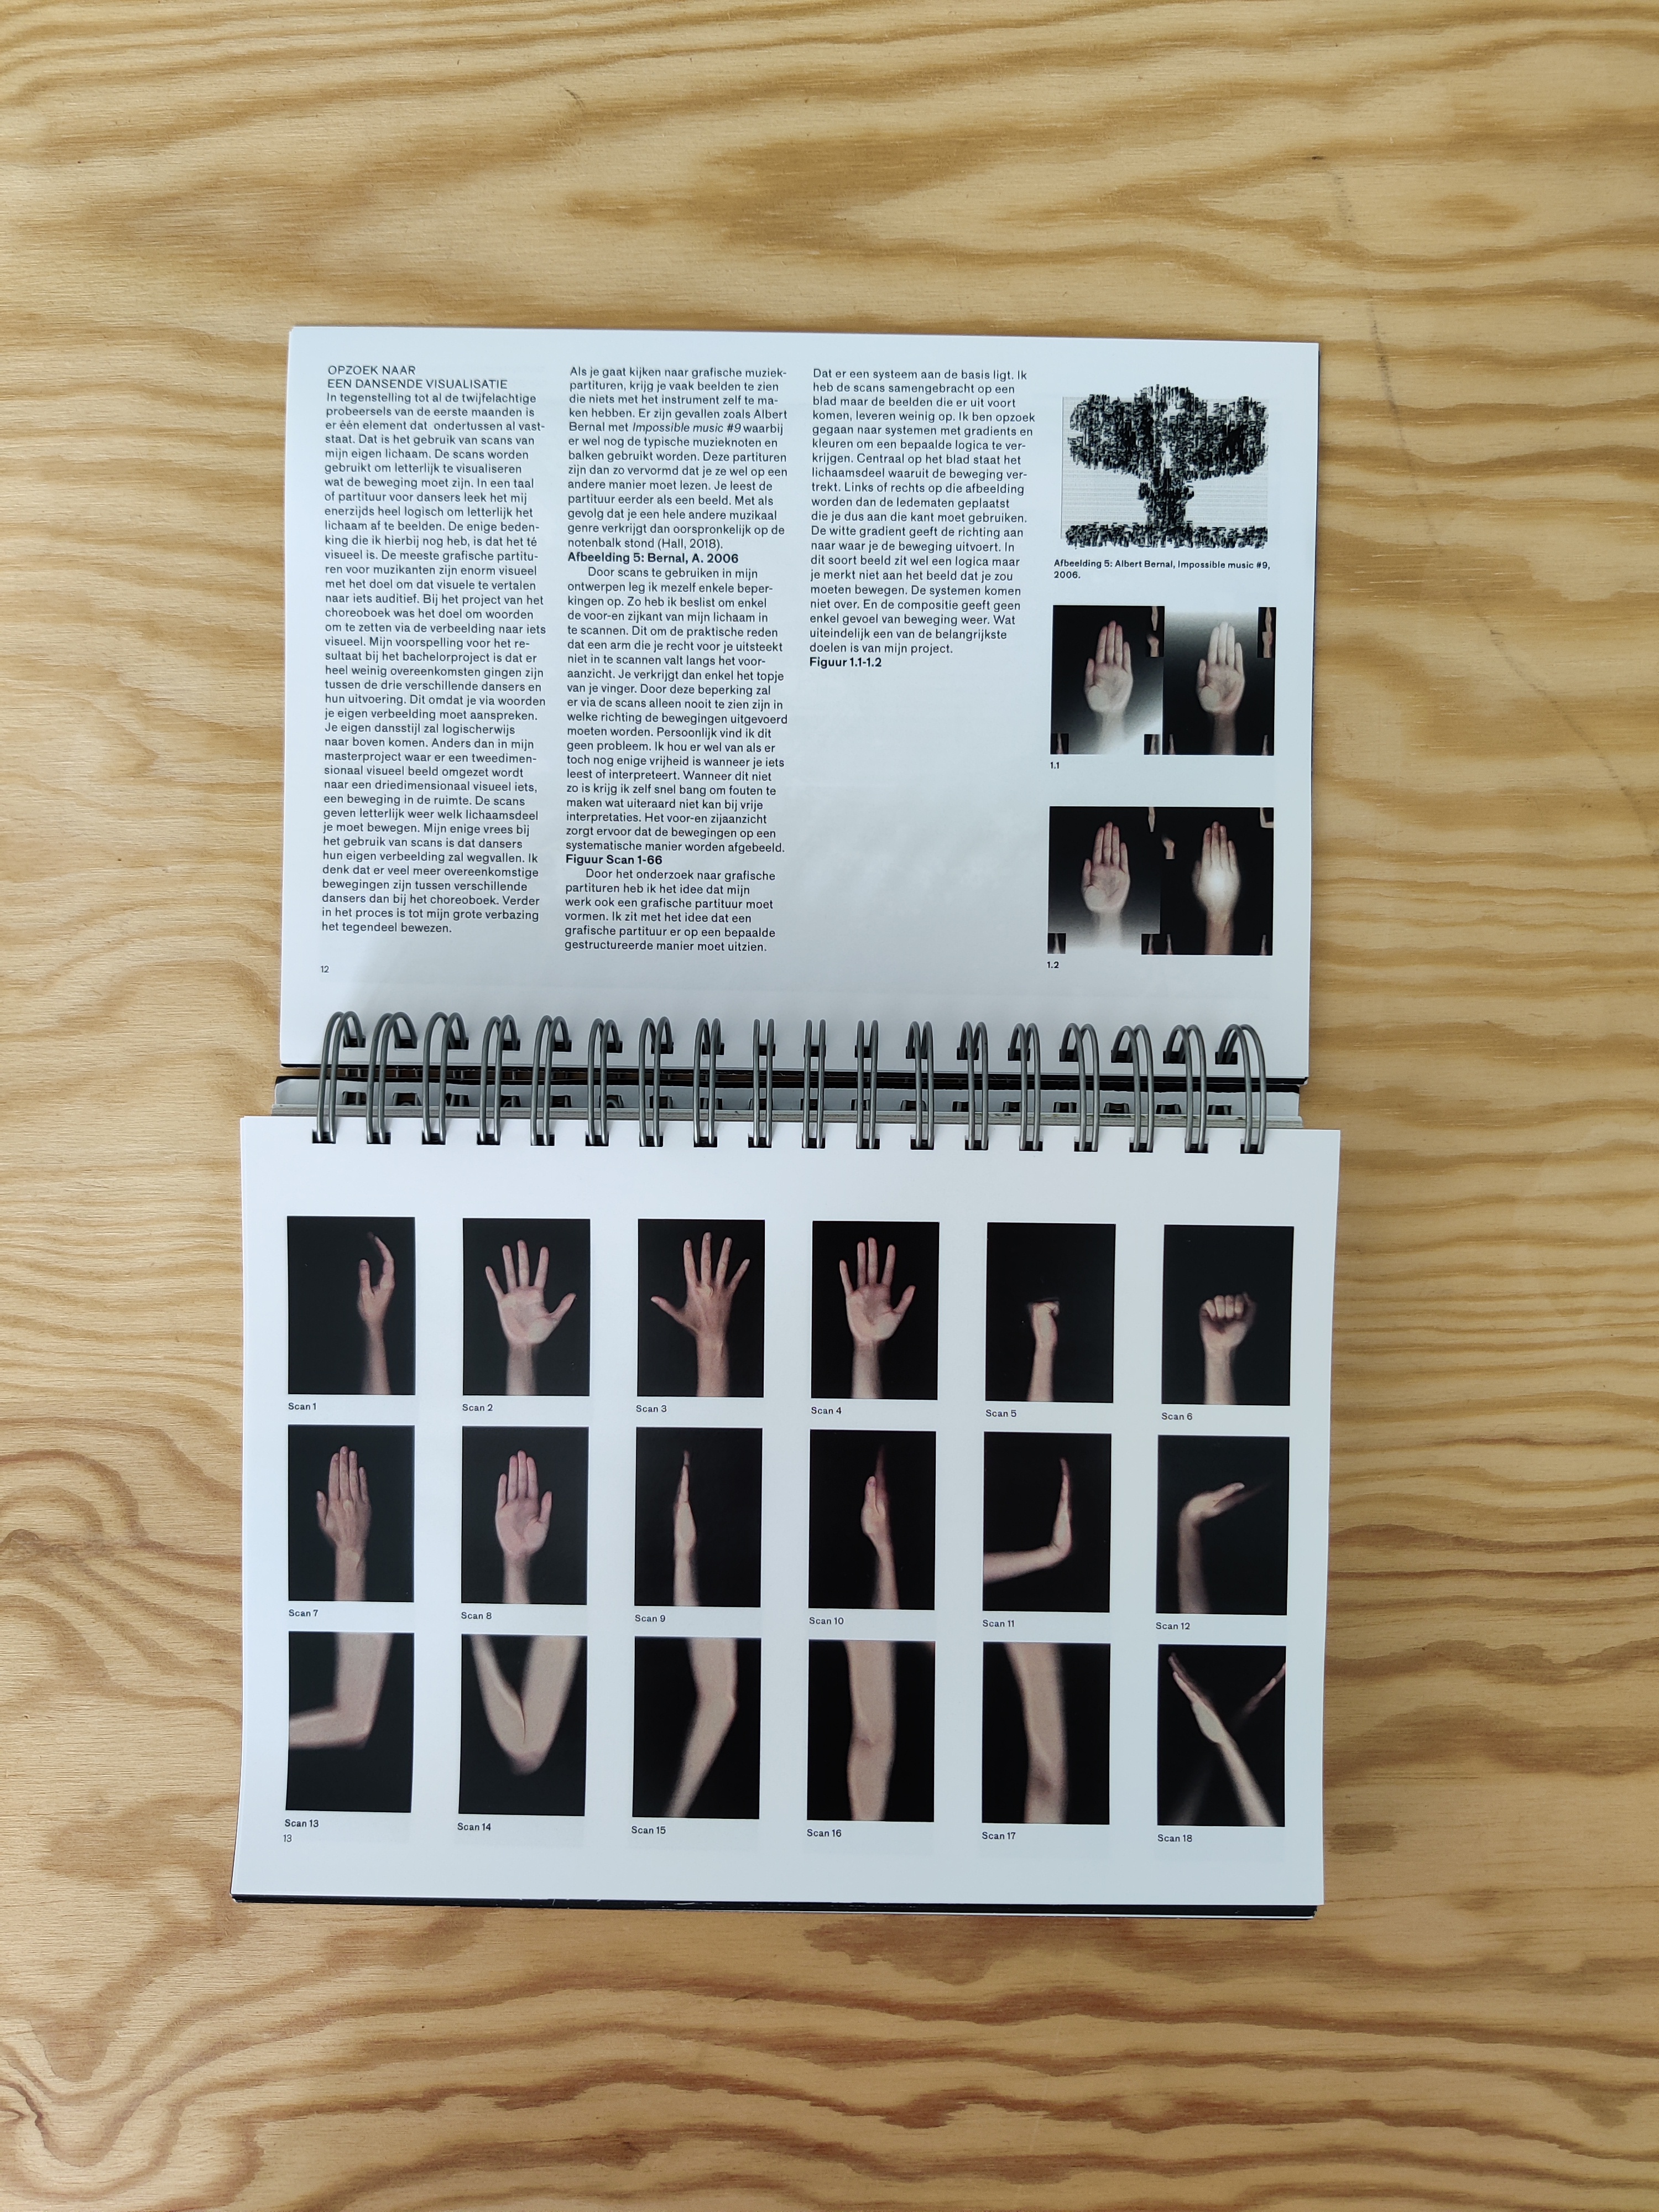 OPZOEK NAAR
EEN DANSENDE VISUALISATIE
In tegenstelling tot al de twijfelachtige
probeersels van de eerste maanden is
er één element dat ondertussen al vast-
staat. Dat is het gebruik van scans van
mijn eigen lichaam. De scans worden
gebruikt om letterlijk te visualiseren
wat de beweging moet zijn. In een taal
of partituur voor dansers leek het mij
enerzijds heel logisch om letterlijk het
lichaam af te beelden. De enige beden-
king die ik hierbij nog heb, is dat het té
visueel is. De meeste grafische partitu-
ren voor muzikanten zijn enorm visueel
met het doel om dat visuele te vertalen
naar iets auditief. Bij het project van het
choreoboek was het doel om woorden
om te zetten via de verbeelding naar iets
visueel. Mijn voorspelling voor het re-
sultaat bij het bachelorproject is dat er
heel weinig overeenkomsten gingen zijn
tussen de drie verschillende dansers en
hun uitvoering. Dit omdat je via woorden
je eigen verbeelding moet aanspreken.
Je eigen dansstijl zal logischerwijs
naar boven komen. Anders dan in mijn
masterproject waar er een tweedimen-
sionaal visueel beeld omgezet wordt
naar een driedimensionaal visueel iets,
een beweging in de ruimte. De scans
geven letterlijk weer welk lichaamsdeel
je moet bewegen. Mijn enige vrees bij
het gebruik van scans is dat dansers
hun eigen verbeelding zal wegvallen. Ik
denk dat er veel meer overeenkomstige
bewegingen zijn tussen verschillende
dansers dan bij het choreoboek. Verder
in het proces is tot mijn grote verbazing
het tegendeel bewezen.
12
Als je gaat kijken naar grafische muziek-
partituren, krijg je vaak beelden te zien
die niets met het instrument zelf te ma-
ken hebben. Er zijn gevallen zoals Albert
Bernal met Impossible music #9 waarbij
er wel nog de typische muzieknoten en
balken gebruikt worden. Deze partituren
zijn dan zo vervormd dat je ze wel op een
andere manier moet lezen. Je leest de
partituur eerder als een beeld. Met als
gevolg dat je een hele andere muzikaal
genre verkrijgt dan oorspronkelijk op de
notenbalk stond (Hall, 2018).
Afbeelding 5: Bernal, A. 2006
Door scans te gebruiken in mijn
ontwerpen leg ik mezelf enkele beper-
kingen op. Zo heb ik beslist om enkel
de voor-en zijkant van mijn lichaam in
te scannen. Dit om de praktische reden
dat een arm die je recht voor je uitsteekt
niet in te scannen valt langs het voor-
aanzicht. Je verkrijgt dan enkel het topje
van je vinger. Door deze beperking zal
er via de scans alleen nooit te zien zijn in
welke richting de bewegingen uitgevoerd
moeten worden. Persoonlijk vind ik dit
geen probleem. Ik hou er wel van als er
toch nog enige vrijheid is wanneer je iets
leest of interpreteert. Wanneer dit niet
zo is krijg ik zelf snel bang om fouten te
maken wat uiteraard niet kan bij vrije
interpretaties. Het voor-en zijaanzicht
zorgt ervoor dat de bewegingen op een
systematische manier worden afgebeeld.
Figuur Scan 1-66
Door het onderzoek naar grafische
partituren heb ik het idee dat mijn
werk ook een grafische partituur moet
vormen. Ik zit met het idee dat een
grafische partituur er op een bepaalde
gestructureerde manier moet uitzien.
Dat er een systeem aan de basis ligt. Ik
heb de scans samengebracht op een
blad maar de beelden die er uit voort
komen, leveren weinig op. Ik ben opzoek
gegaan naar systemen met gradients en
kleuren om een bepaalde logica te ver-
krijgen. Centraal op het blad staat het
lichaamsdeel waaruit de beweging ver-
trekt. Links of rechts op die afbeelding
worden dan de ledematen geplaatst
die je dus aan die kant moet gebruiken.
De witte gradient geeft de richting aan
naar waar je de beweging uitvoert. In
dit soort beeld zit wel een logica maar
je merkt niet aan het beeld dat je zou
moeten bewegen. De systemen komen
niet over. En de compositie geeft geen
enkel gevoel van beweging weer. Wat
uiteindelijk een van de belangrijkste
doelen is van mijn project.
Figuur 1.1-1.2
Afbeelding 5: Albert Bernal, Impossible music #9,
2006.
1.1
1.2
Scan 1
Scan 2
Scan 3
Scan 4
Scan 5
Scan 6
Scan 7
Scan 8
Scan 9
Scan 10
Scan 11
Scan 12
Scan 13
Scan 14
Scan 15
Scan 16
Scan 17
Scan 18
13